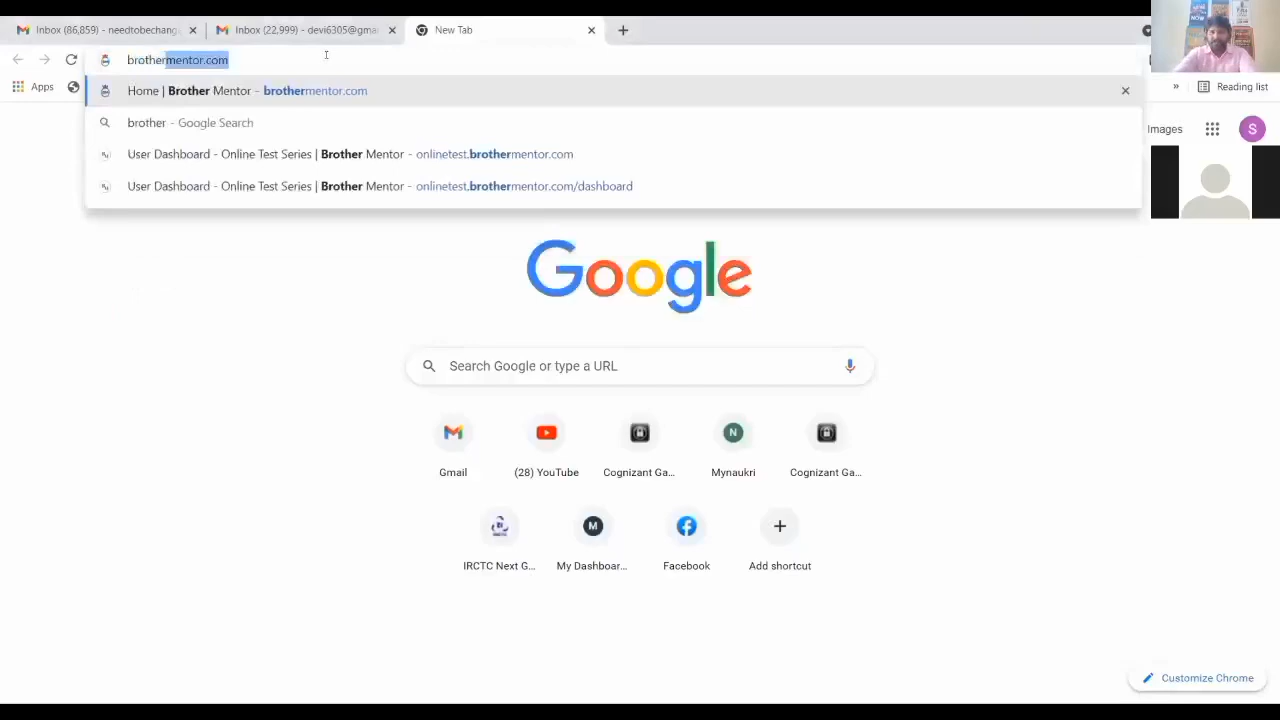 Inbox (86,859) - needtobechang
Inbox (22,999) - devi6305@gma
New Tab
brothermentor.com
Home | Brother Mentor - brothermentor.com
brother - Google Search
User Dashboard - Online Test Series | Brother Mentor - onlinetest.brothermentor.com
User Dashboard - Online Test Series | Brother Mentor - onlinetest.brothermentor.com/dashboard
Apps
»
Reading list
Images
S
Google
Search Google or type a URL
Gmail
(28) YouTube
Cognizant Ga...
N
Mynaukri
Cognizant Ga...
IRCTC Next G...
M
My Dashboar...
Facebook
Add shortcut
Customize Chrome